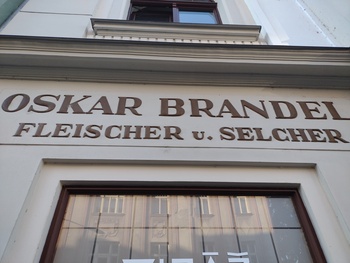 OSKAR BRANDEL
FLEISCHER u. SELCHER